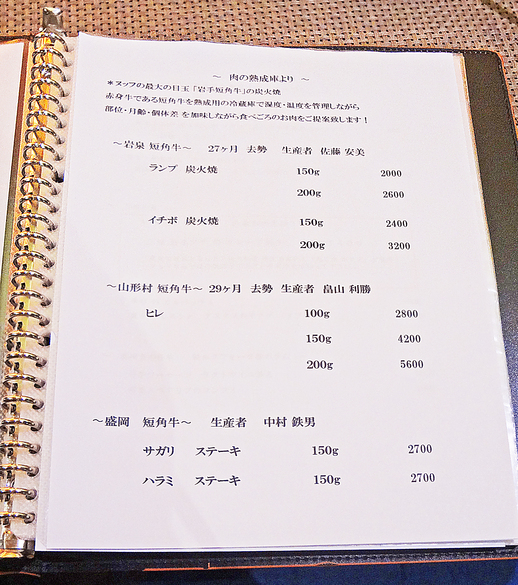 ～ 肉の熟成庫より ～
＊ヌッフの最大の目玉「岩手短角牛」の炭火焼
赤身牛である短角牛を熟成用の冷蔵庫で湿度・温度を管理しながら
部位・月齢・個体差 を加味しながら食べごろのお肉をご提案致します！
～岩泉 短角牛～ 27ヶ月 去勢 生産者 佐藤 安美
ランプ 炭火焼 150g 2000
200g 2600
イチボ 炭火焼 150g 2400
200g 3200
～山形村 短角牛～ 29ヶ月 去勢 生産者 畠山 利勝
ヒレ 100g 2800
150g 4200
200g 5600
～盛岡 短角牛～ 生産者 中村 鉄男
サガリ ステーキ 150g 2700
ハラミ ステーキ 150g 2700